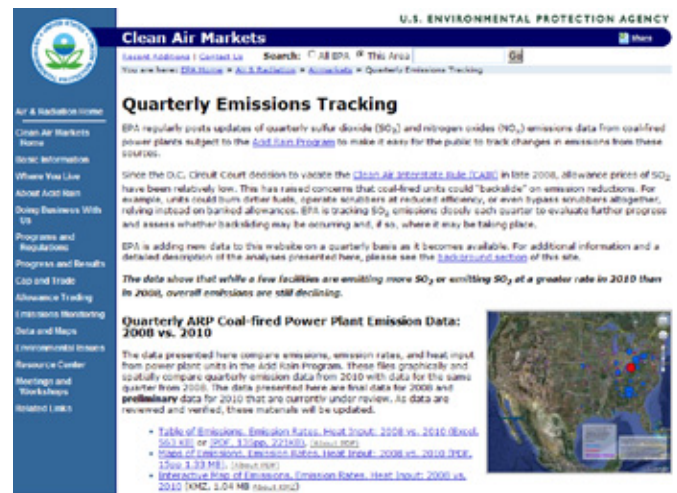 U.S. ENVIRONMENTAL PROTECTION AGENCY
Clean Air Markets
Share
Recent Additions | Contact Us Search: All EPA This Area Go
You are here: EPA Home » Air & Radiation » Airmarkets » Quarterly Emissions Tracking
Air & Radiation Home
Clean Air Markets
Home
Basic Information
Where You Live
About Acid Rain
Doing Business With
Us
Programs and
Regulations
Progress and Results
Cap and Trade
Allowance Trading
Emissions Monitoring
Data and Maps
Environmental Issues
Resource Center
Meetings and
Workshops
Related Links
Quarterly Emissions Tracking
EPA regularly posts updates of quarterly sulfur dioxide (SO₂) and nitrogen oxides (NOₓ) emissions data from coal-fired
power plants subject to the Acid Rain Program to make it easy for the public to track changes in emissions from these
sources.
Since the D.C. Circuit Court decision to vacate the Clean Air Interstate Rule (CAIR) in late 2008, allowance prices of SO₂
have been relatively low. This has raised concerns that coal-fired units could "backslide" on emission reductions. For
example, units could burn dirtier fuels, operate scrubbers at reduced efficiency, or even bypass scrubbers altogether,
relying instead on banked allowances. EPA is tracking SO₂ emissions closely each quarter to evaluate further progress
and assess whether backsliding may be occurring and, if so, where it may be taking place.
EPA is adding new data to this website on a quarterly basis as it becomes available. For additional information and a
detailed description of the analyses presented here, please see the background section of this site.
The data show that while a few facilities are emitting more SO₂ or emitting SO₂ at a greater rate in 2010 than
in 2008, overall emissions are still declining.
Quarterly ARP Coal-fired Power Plant Emission Data:
2008 vs. 2010
The data presented here compare emissions, emission rates, and heat input
from power plant units in the Acid Rain Program. These files graphically and
spatially compare quarterly emission data from 2010 with data for the same
quarter from 2008. The data presented here are final data for 2008 and
preliminary data for 2010 that are currently under review. As data are
reviewed and verified, these materials will be updated.
• Table of Emissions, Emission Rates, Heat Input: 2008 vs. 2010 (Excel,
563 KB) or (PDF, 135pp, 221KB). (About PDF)
• Maps of Emissions, Emission Rates, Heat Input: 2008 vs. 2010 (PDF,
15pp 1.33 MB). (About PDF)
• Interactive Map of Emissions, Emission Rates, Heat Input: 2008 vs.
2010 (KMZ, 1.04 MB About KMZ)